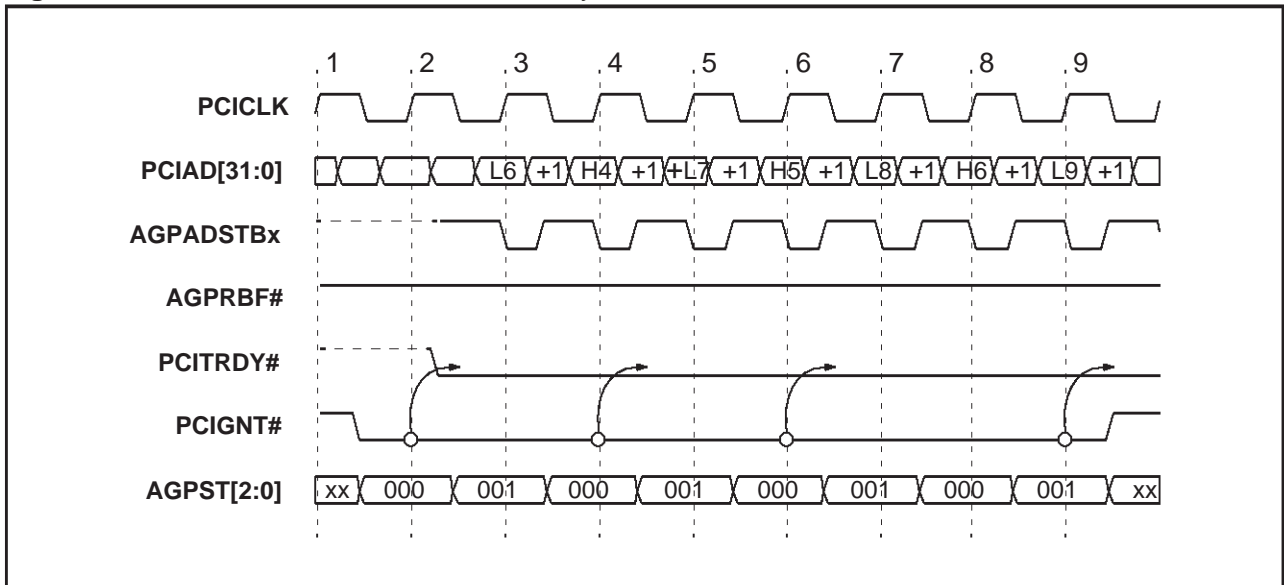 1 2 3 4 5 6 7 8 9
PCICLK
PCIAD[31:0] L6 +1 H4 +1 +L7 +1 H5 +1 L8 +1 H6 +1 L9 +1
AGPADSTBx
AGPRBF#
PCITRDY#
PCIGNT#
AGPST[2:0] xx 000 001 000 001 000 001 000 001 xx